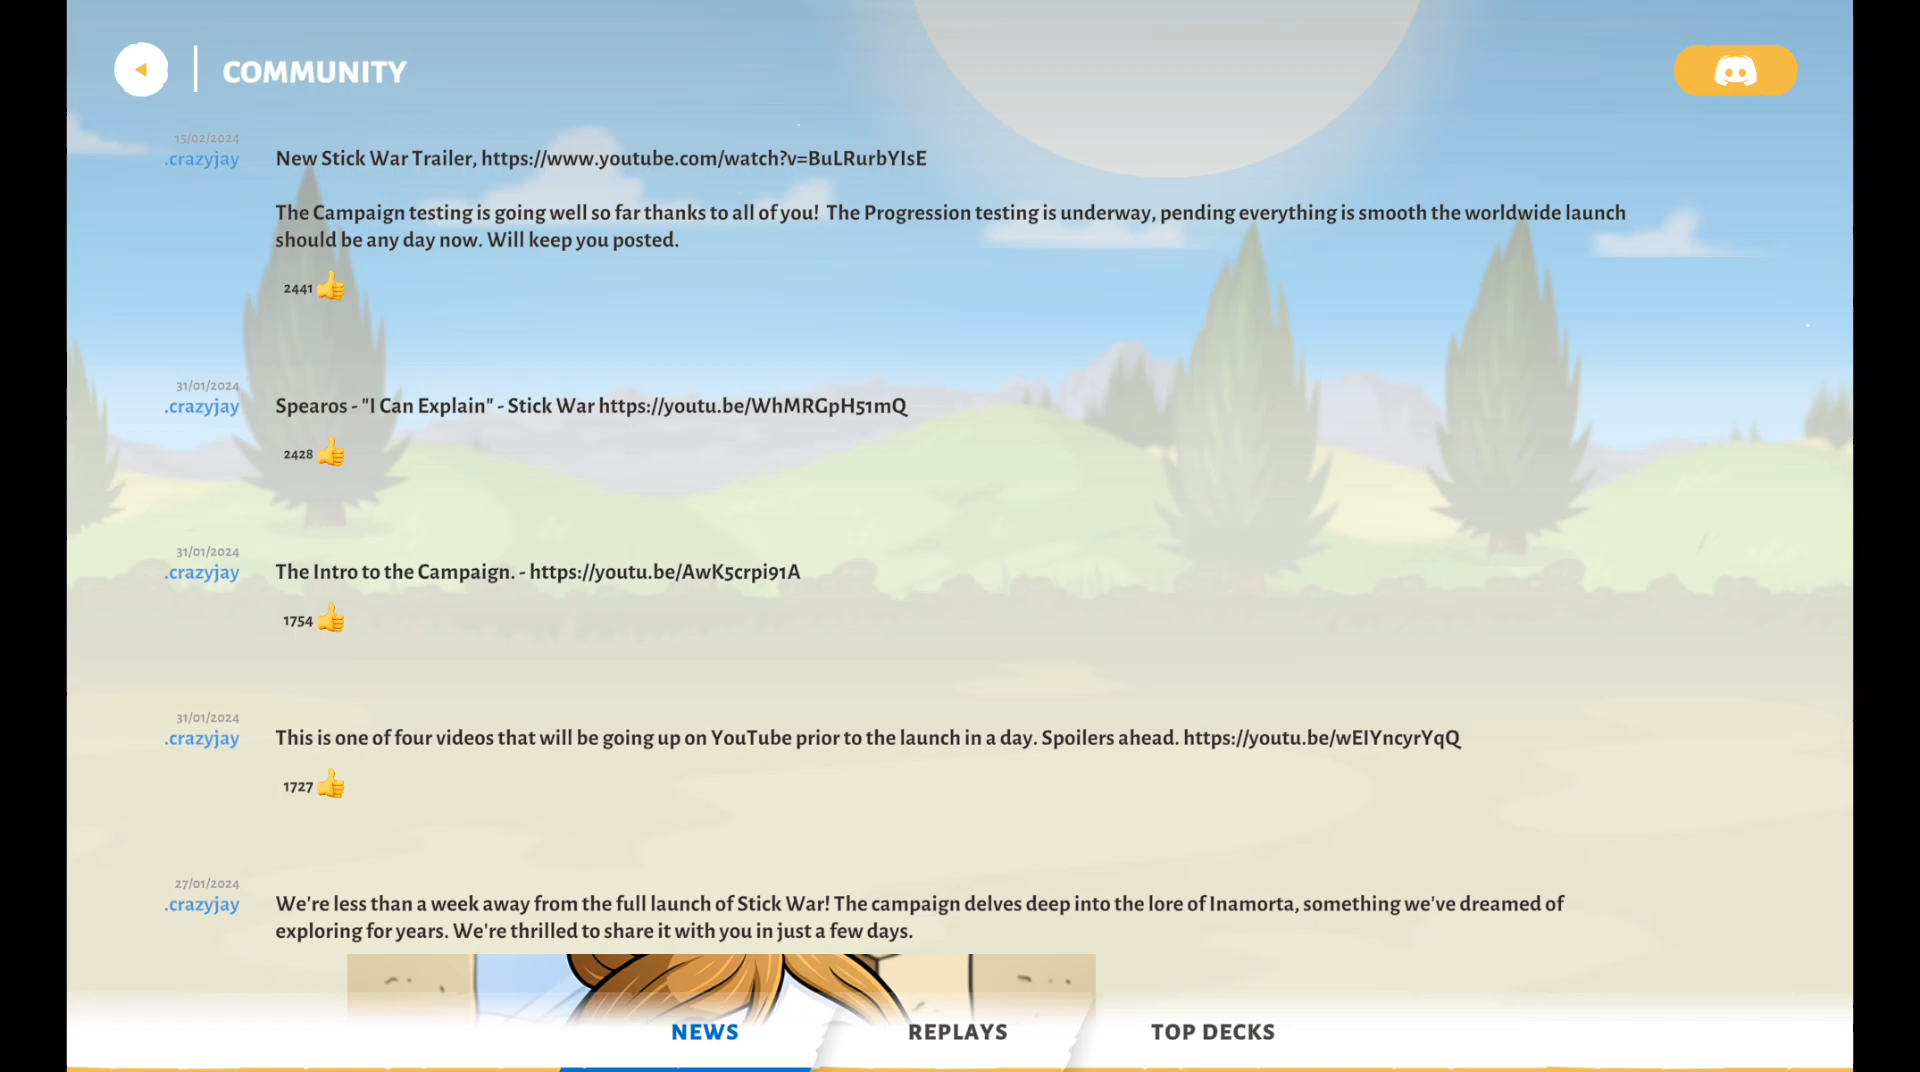 COMMUNITY
15/02/2024
.crazyjay
New Stick War Trailer, https://www.youtube.com/watch?v=BuLRurbYIsE
The Campaign testing is going well so far thanks to all of you!  The Progression testing is underway, pending everything is smooth the worldwide launch
should be any day now. Will keep you posted.
2441
31/01/2024
.crazyjay
Spearos - "I Can Explain" - Stick War https://youtu.be/WhMRGpH51mQ
2428
31/01/2024
.crazyjay
The Intro to the Campaign. - https://youtu.be/AwK5crpi91A
1754
31/01/2024
.crazyjay
This is one of four videos that will be going up on YouTube prior to the launch in a day. Spoilers ahead. https://youtu.be/wEIYncyrYqQ
1727
27/01/2024
.crazyjay
We're less than a week away from the full launch of Stick War! The campaign delves deep into the lore of Inamorta, something we've dreamed of
exploring for years. We're thrilled to share it with you in just a few days.
NEWS
REPLAYS
TOP DECKS